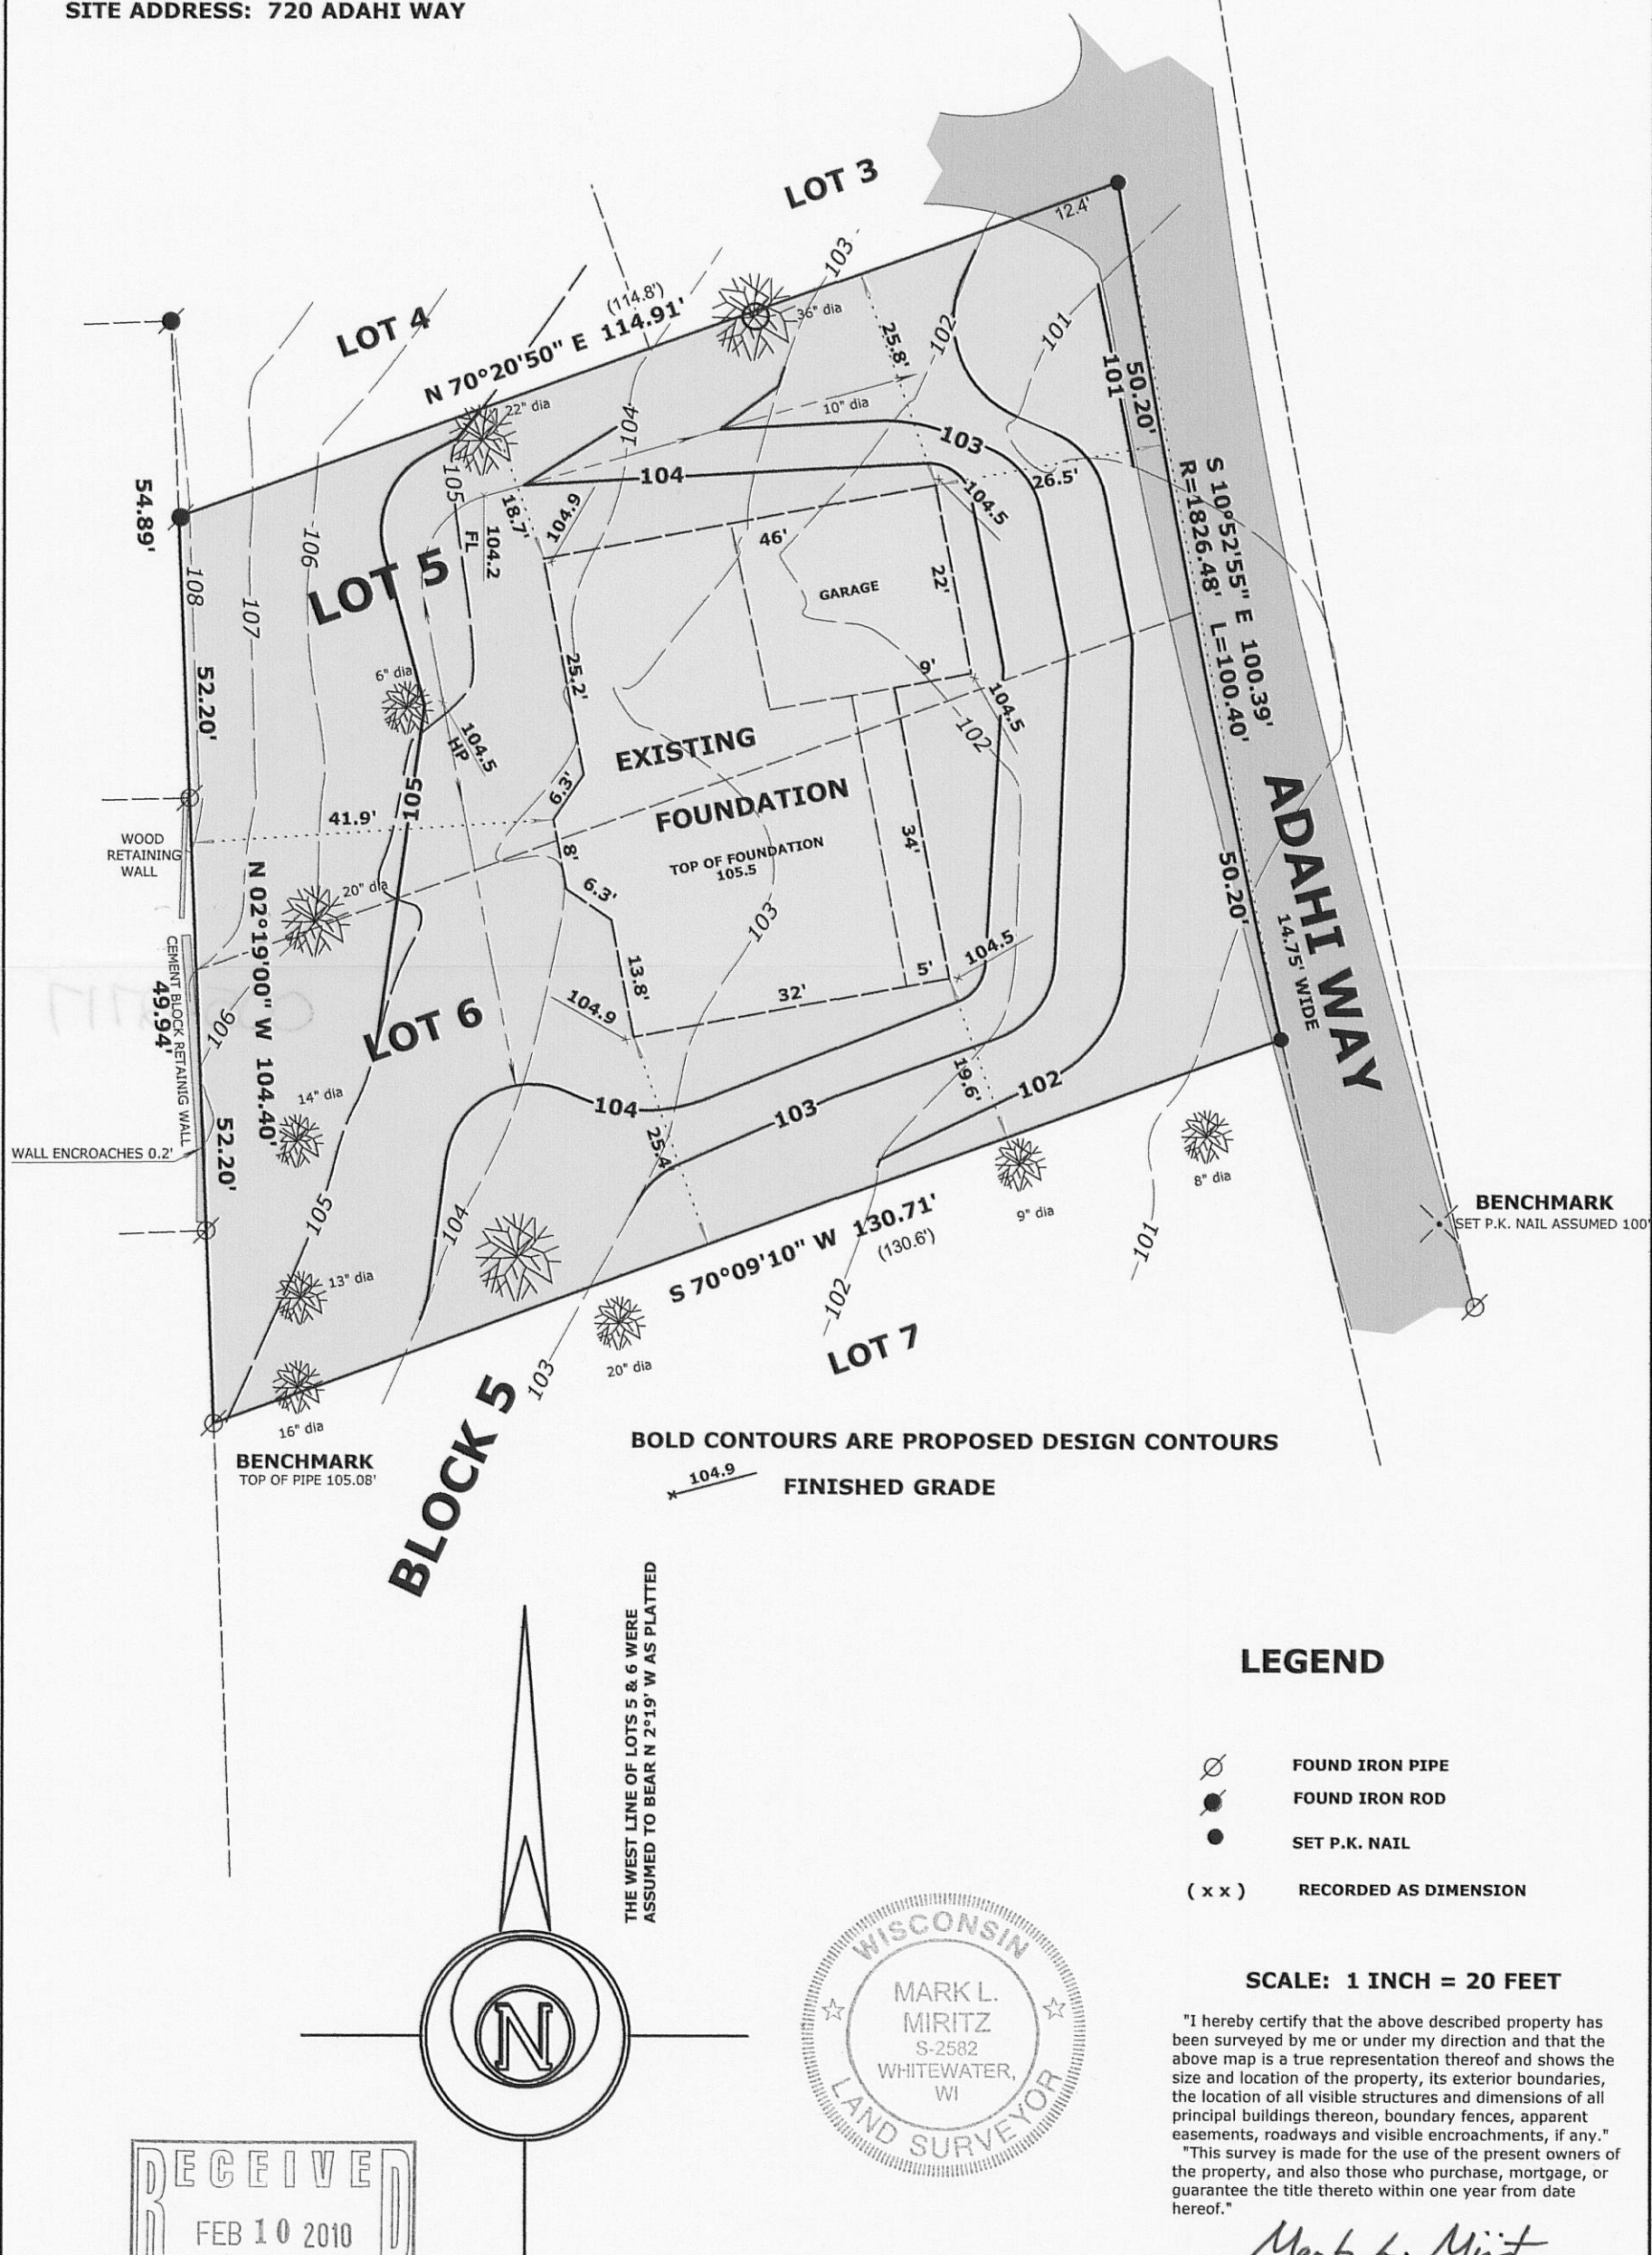 SITE ADDRESS: 720 ADAHI WAY
LOT 3
12.4'
LOT 4
(114.8')
N 70°20'50" E 114.91'
103
36" dia
25.8'
102
101
101
50.20'
22" dia
104
10" dia
103
104
105
18.7'
104.9
FL
104.2
26.5'
104.5
S 10°52'55" E 100.39'
R=1826.48' L=100.40'
54.89'
46'
22'
GARAGE
106
107
108
LOT 5
52.20'
6" dia
25.2'
9'
104.5
104.5
HP
102
EXISTING
FOUNDATION
TOP OF FOUNDATION
105.5
105
6.3'
41.9'
8'
34'
6.3'
ADAHI WAY
14.75' WIDE
50.20'
WOOD
RETAINING
WALL
20" dia
N 02°19'00" W 104.40'
103
CEMENT BLOCK RETAINIG WALL
49.94'
13.8'
5'
104.5
32'
104.9
106
LOT 6
14" dia
19.6'
102
104
103
25.4'
WALL ENCROACHES 0.2'
52.20'
105
104
8" dia
9" dia
BENCHMARK
SET P.K. NAIL ASSUMED 100'
S 70°09'10" W 130.71'
(130.6')
101
102
13" dia
20" dia
103
LOT 7
16" dia
BENCHMARK
TOP OF PIPE 105.08'
BLOCK 5
BOLD CONTOURS ARE PROPOSED DESIGN CONTOURS
104.9
FINISHED GRADE
THE WEST LINE OF LOTS 5 & 6 WERE
ASSUMED TO BEAR N 2°19' W AS PLATTED
LEGEND
FOUND IRON PIPE
FOUND IRON ROD
SET P.K. NAIL
(xx) RECORDED AS DIMENSION
SCALE: 1 INCH = 20 FEET
N
WISCONSIN
MARK L.
MIRITZ
S-2582
WHITEWATER,
WI
LAND SURVEYOR
"I hereby certify that the above described property has
been surveyed by me or under my direction and that the
above map is a true representation thereof and shows the
size and location of the property, its exterior boundaries,
the location of all visible structures and dimensions of all
principal buildings thereon, boundary fences, apparent
easements, roadways and visible encroachments, if any."
"This survey is made for the use of the present owners of
the property, and also those who purchase, mortgage, or
guarantee the title thereto within one year from date
hereof."
RECEIVED
FEB 10 2010